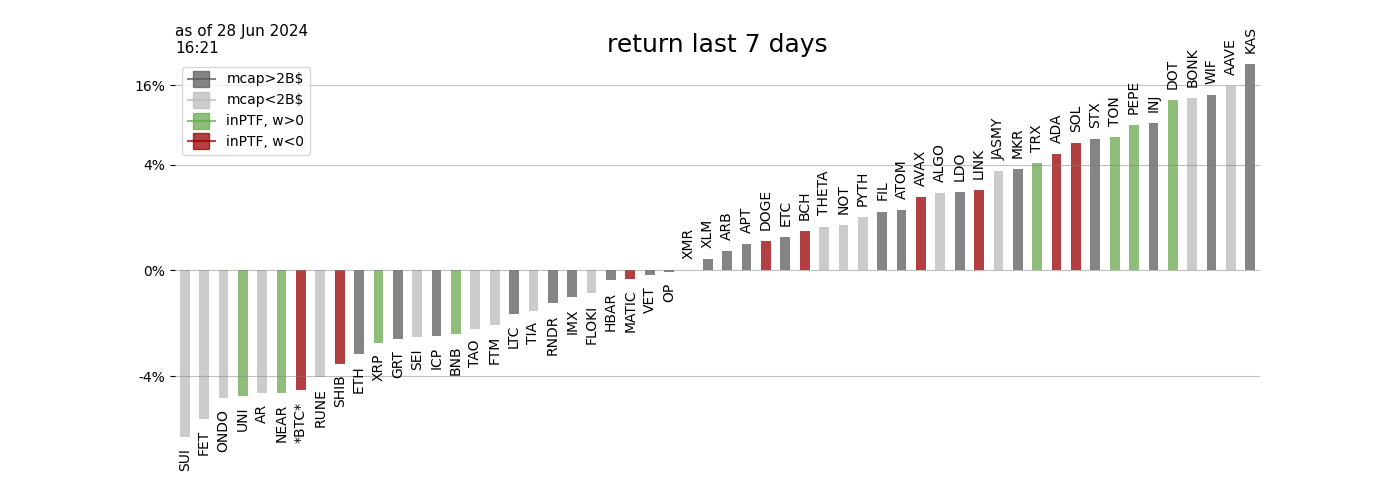 as of 28 Jun 2024
16:21
return last 7 days
mcap>2B$
mcap<2B$
inPTF, w>0
inPTF, w<0
16%
4%
0%
-4%
SUI
FET
ONDO
UNI
AR
NEAR
*BTC*
RUNE
SHIB
ETH
XRP
GRT
SEI
ICP
BNB
TAO
FTM
LTC
TIA
RNDR
IMX
FLOKI
HBAR
MATIC
VET
OP
XMR
XLM
ARB
APT
DOGE
ETC
BCH
THETA
NOT
PYTH
FIL
ATOM
AVAX
ALGO
LDO
LINK
JASMY
MKR
TRX
ADA
SOL
STX
TON
PEPE
INJ
DOT
BONK
WIF
AAVE
KAS